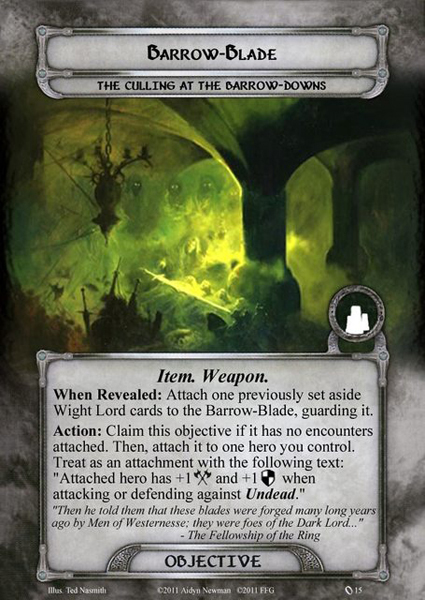 Barrow-Blade
The Culling at the Barrow-Downs
Item. Weapon.
When Revealed: Attach one previously set aside
Wight Lord cards to the Barrow-Blade, guarding it.
Action: Claim this objective if it has no encounters
attached. Then, attach it to one hero you control.
Treat as an attachment with the following text:
"Attached hero has +1 and +1 when
attacking or defending against Undead."
"Then he told them that these blades were forged many long years
ago by Men of Westernesse; they were foes of the Dark Lord..."
- The Fellowship of the Ring
OBJECTIVE
Illus. Ted Nasmith ©2011 Aidyn Newman ©2011 FFG 15